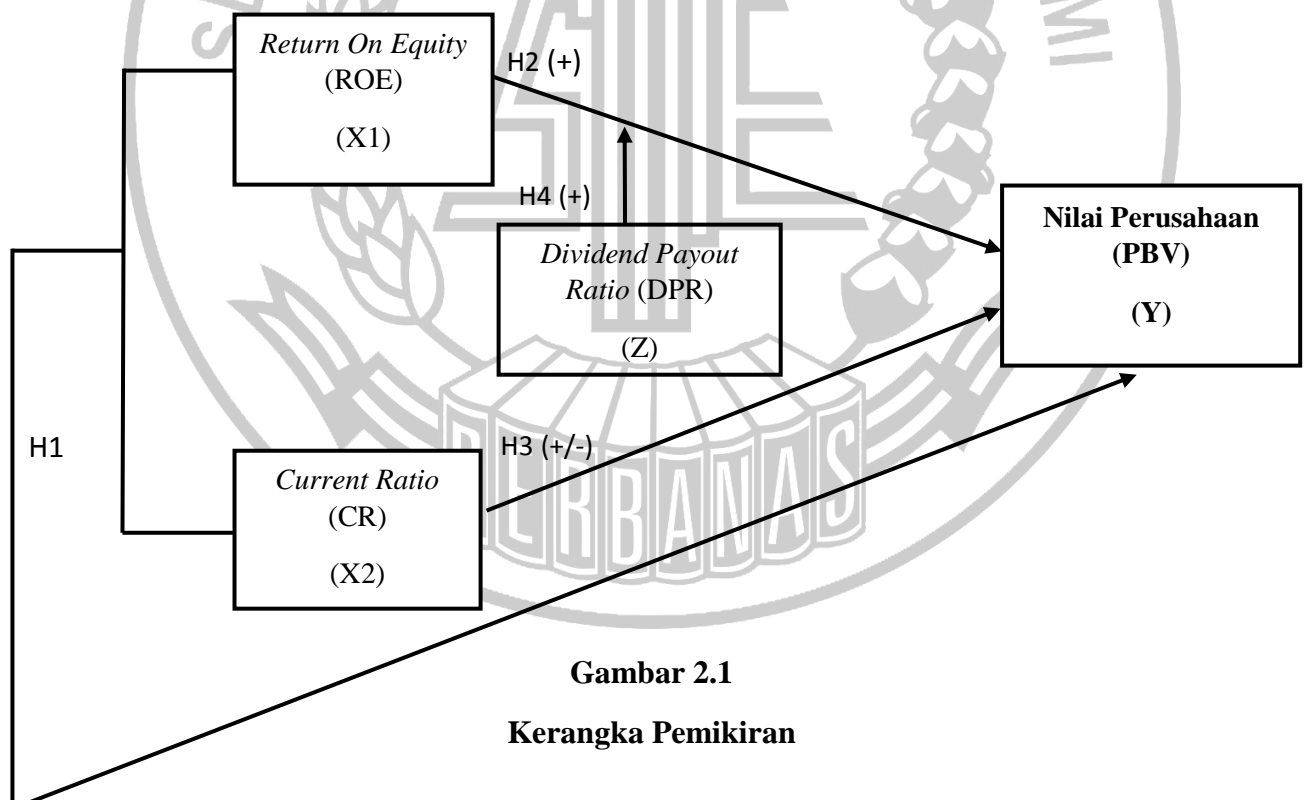 Return On Equity
(ROE)
(X1)
H2 (+)
H4 (+)
Dividend Payout
Ratio (DPR)
(Z)
Nilai Perusahaan
(PBV)
(Y)
H1
H3 (+/-)
Current Ratio
(CR)
(X2)
PERBANAS
Gambar 2.1
Kerangka Pemikiran